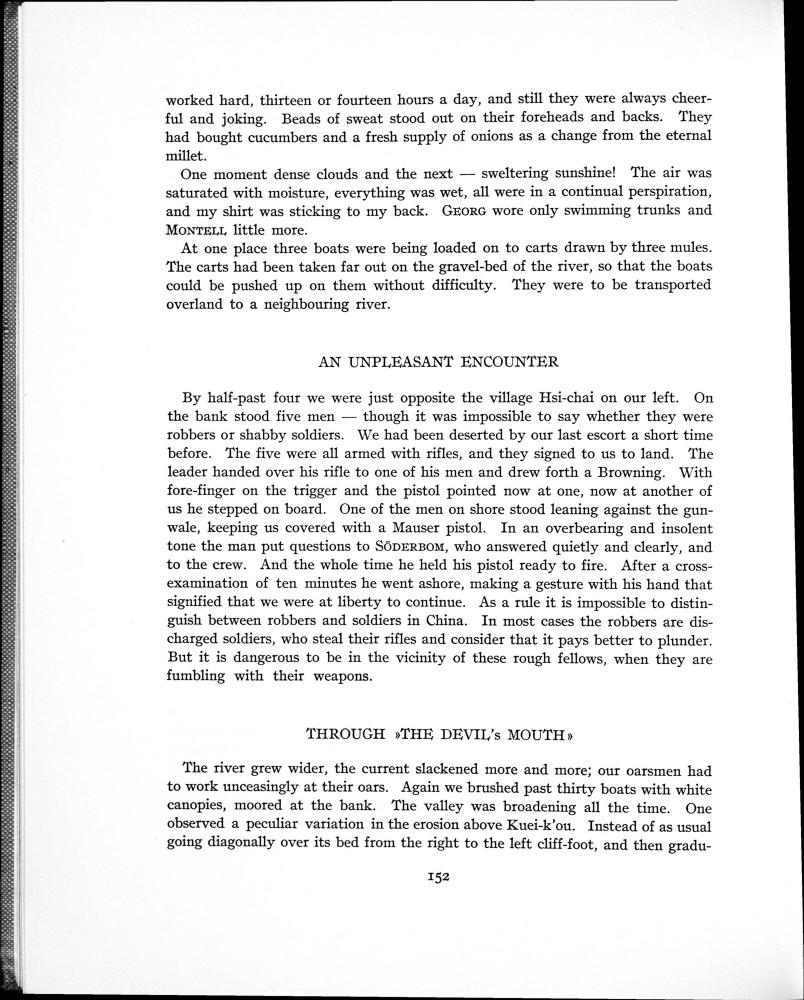 worked hard, thirteen or fourteen hours a day, and still they were always cheer-
ful and joking. Beads of sweat stood out on their foreheads and backs. They
had bought cucumbers and a fresh supply of onions as a change from the eternal
millet.
One moment dense clouds and the next — sweltering sunshine! The air was
saturated with moisture, everything was wet, all were in a continual perspiration,
and my shirt was sticking to my back. GEORG wore only swimming trunks and
MONTELL little more.
At one place three boats were being loaded on to carts drawn by three mules.
The carts had been taken far out on the gravel-bed of the river, so that the boats
could be pushed up on them without difficulty. They were to be transported
overland to a neighbouring river.
AN UNPLEASANT ENCOUNTER
By half-past four we were just opposite the village Hsi-chai on our left. On
the bank stood five men — though it was impossible to say whether they were
robbers or shabby soldiers. We had been deserted by our last escort a short time
before. The five were all armed with rifles, and they signed to us to land. The
leader handed over his rifle to one of his men and drew forth a Browning. With
fore-finger on the trigger and the pistol pointed now at one, now at another of
us he stepped on board. One of the men on shore stood leaning against the gun-
wale, keeping us covered with a Mauser pistol. In an overbearing and insolent
tone the man put questions to SÖDERBOM, who answered quietly and clearly, and
to the crew. And the whole time he held his pistol ready to fire. After a cross-
examination of ten minutes he went ashore, making a gesture with his hand that
signified that we were at liberty to continue. As a rule it is impossible to distin-
guish between robbers and soldiers in China. In most cases the robbers are dis-
charged soldiers, who steal their rifles and consider that it pays better to plunder.
But it is dangerous to be in the vicinity of these rough fellows, when they are
fumbling with their weapons.
THROUGH »THE DEVIL's MOUTH»
The river grew wider, the current slackened more and more; our oarsmen had
to work unceasingly at their oars. Again we brushed past thirty boats with white
canopies, moored at the bank. The valley was broadening all the time. One
observed a peculiar variation in the erosion above Kuei-k'ou. Instead of as usual
going diagonally over its bed from the right to the left cliff-foot, and then gradu-
152